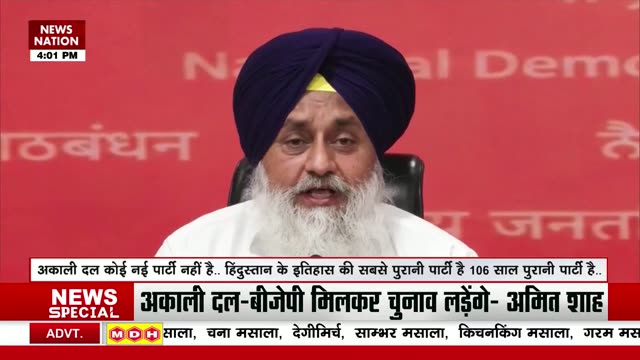 NEWS
NATION
4:01 PM
National Demo
गठबंधन
अकाली दल कोई नई पार्टी नहीं है.. हिंदुस्तान के इतिहास की सबसे पुरानी पार्टी है 106 साल पुरानी पार्टी है..
NEWS
SPECIAL
अकाली दल-बीजेपी मिलकर चुनाव लड़ेंगे- अमित शाह
ADVT.
MDH
साला, चना मसाला, देगीमिर्च, साम्भर मसाला, किचनकिंग मसाला, गरम मस